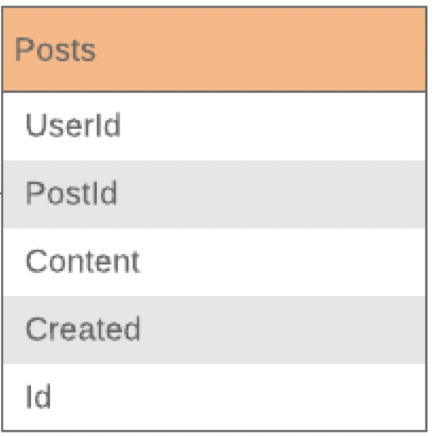 Posts
UserId
PostId
Content
Created
Id